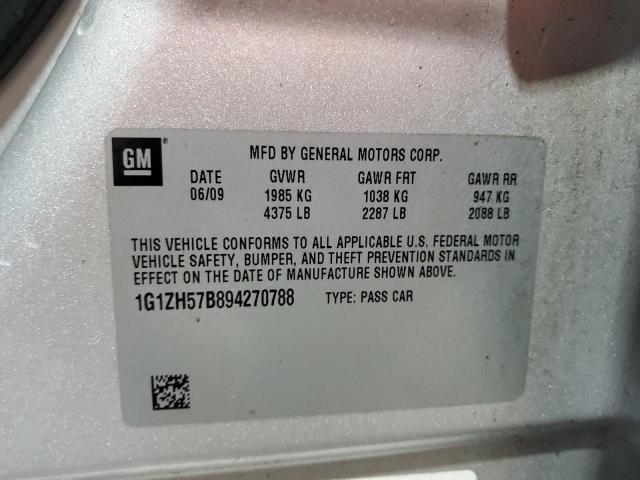 GM
MFD BY GENERAL MOTORS CORP.
DATE GVWR GAWR FRT GAWR RR
06/09 1985 KG 1038 KG 947 KG
4375 LB 2287 LB 2088 LB
THIS VEHICLE CONFORMS TO ALL APPLICABLE U.S. FEDERAL MOTOR
VEHICLE SAFETY, BUMPER, AND THEFT PREVENTION STANDARDS IN
EFFECT ON THE DATE OF MANUFACTURE SHOWN ABOVE.
1G1ZH57B894270788 TYPE: PASS CAR